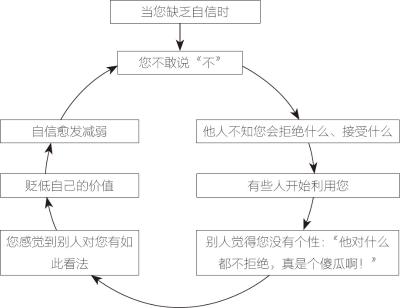 当您缺乏自信时
您不敢说“不”
他人不知您会拒绝什么、接受什么
有些人开始利用您
别人觉得您没有个性：“他对什么
都不拒绝，真是个傻瓜啊！”
您感觉到别人对您有如
此看法
贬低自己的价值
自信愈发减弱